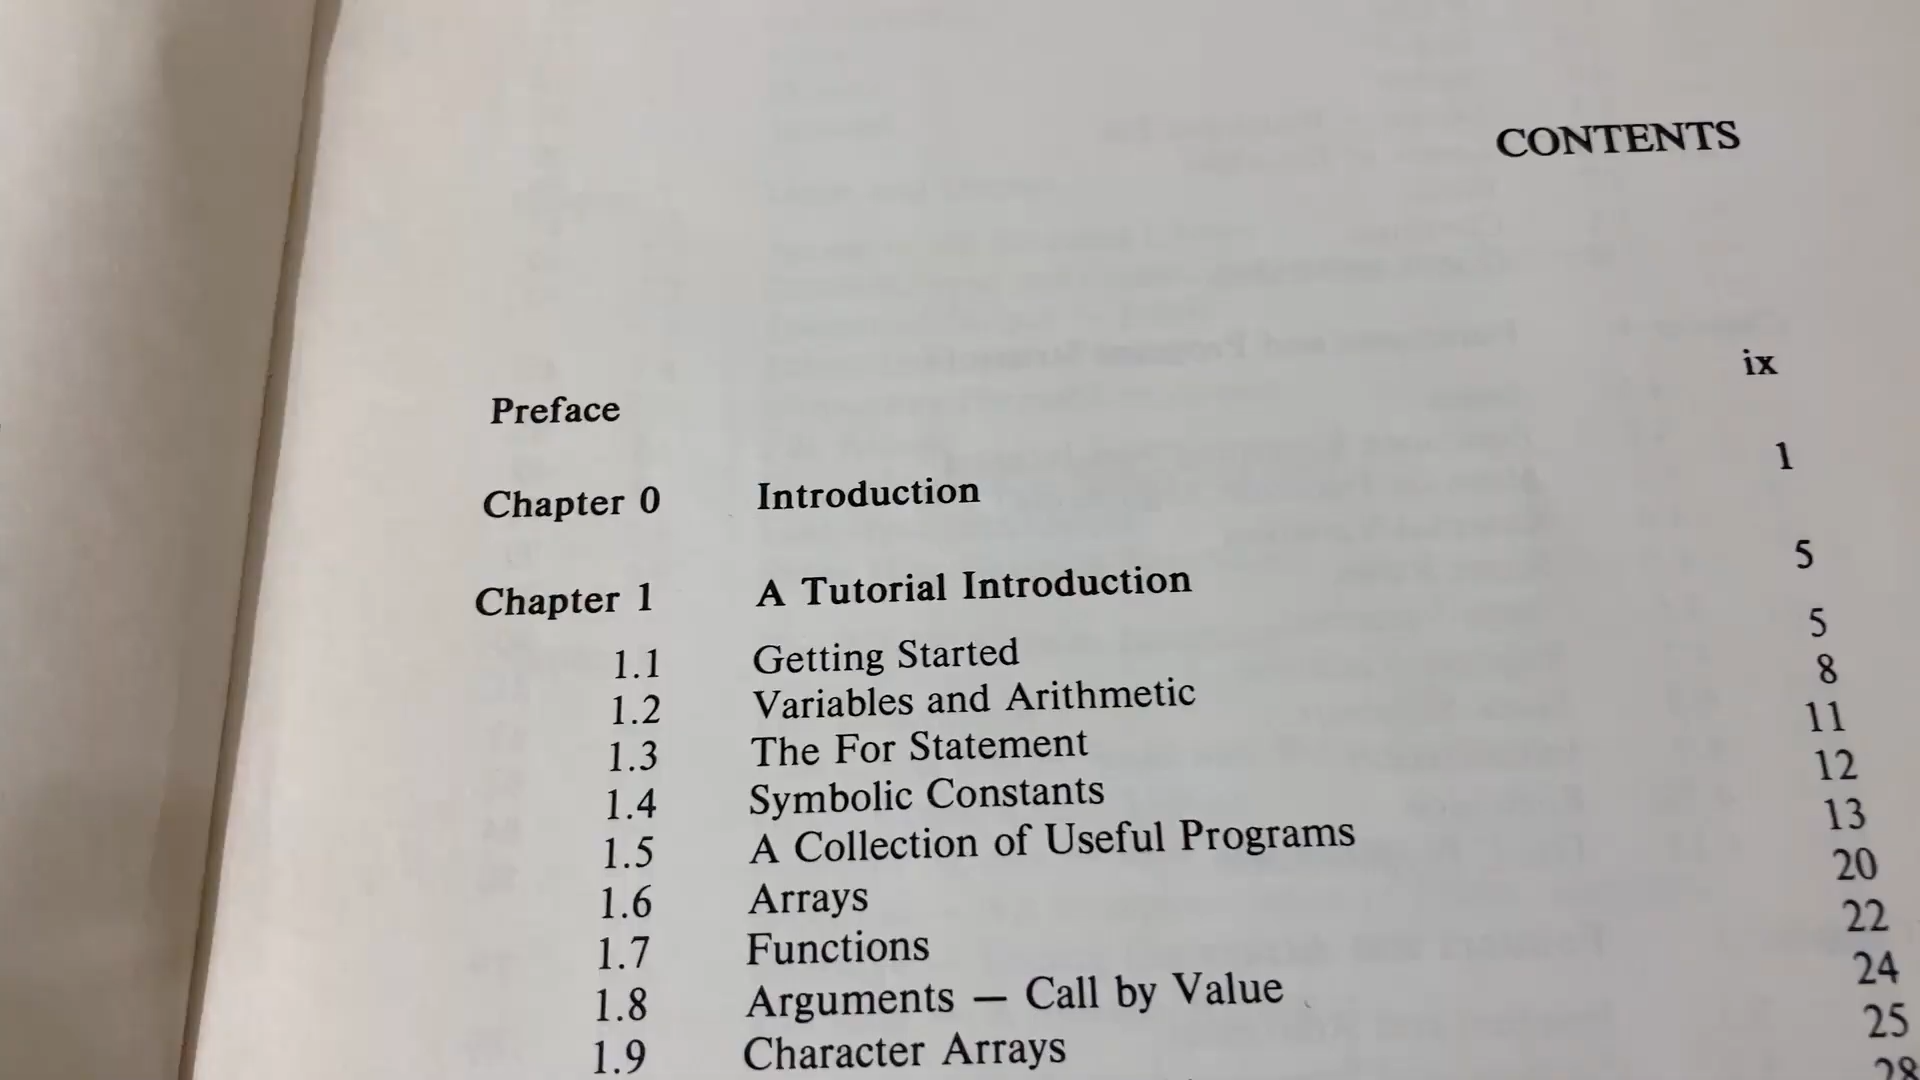 CONTENTS
Preface ix
Chapter 0 Introduction 1
Chapter 1 A Tutorial Introduction 5
1.1 Getting Started 5
1.2 Variables and Arithmetic 8
1.3 The For Statement 11
1.4 Symbolic Constants 12
1.5 A Collection of Useful Programs 13
1.6 Arrays 20
1.7 Functions 22
1.8 Arguments — Call by Value 24
1.9 Character Arrays 25
28